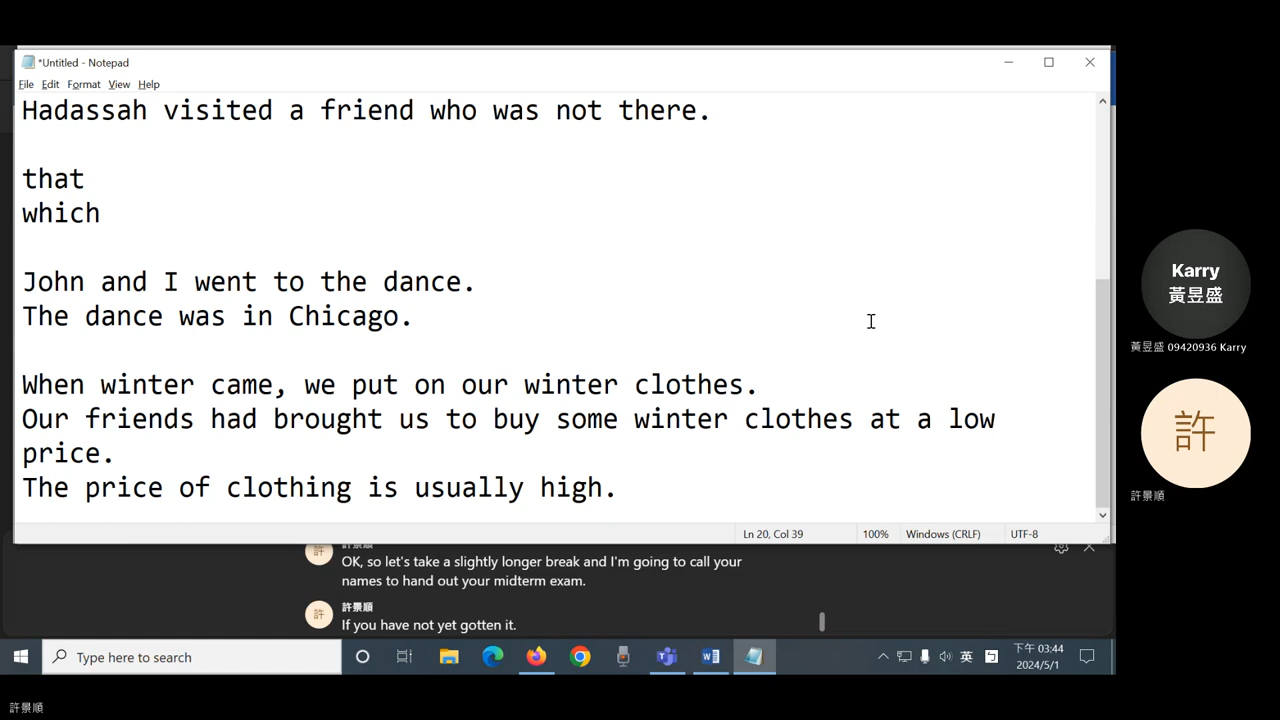 *Untitled - Notepad
File Edit Format View Help
Hadassah visited a friend who was not there.
that
which
John and I went to the dance.
The dance was in Chicago.
When winter came, we put on our winter clothes.
Our friends had brought us to buy some winter clothes at a low
price.
The price of clothing is usually high.
Ln 20, Col 39 100% Windows (CRLF) UTF-8
許 許景順
OK, so let's take a slightly longer break and I'm going to call your
names to hand out your midterm exam.
許 許景順
If you have not yet gotten it.
Type here to search
英
下午 03:44
2024/5/1
Karry
黃昱盛
黃昱盛 09420936 Karry
許
許景順
許景順